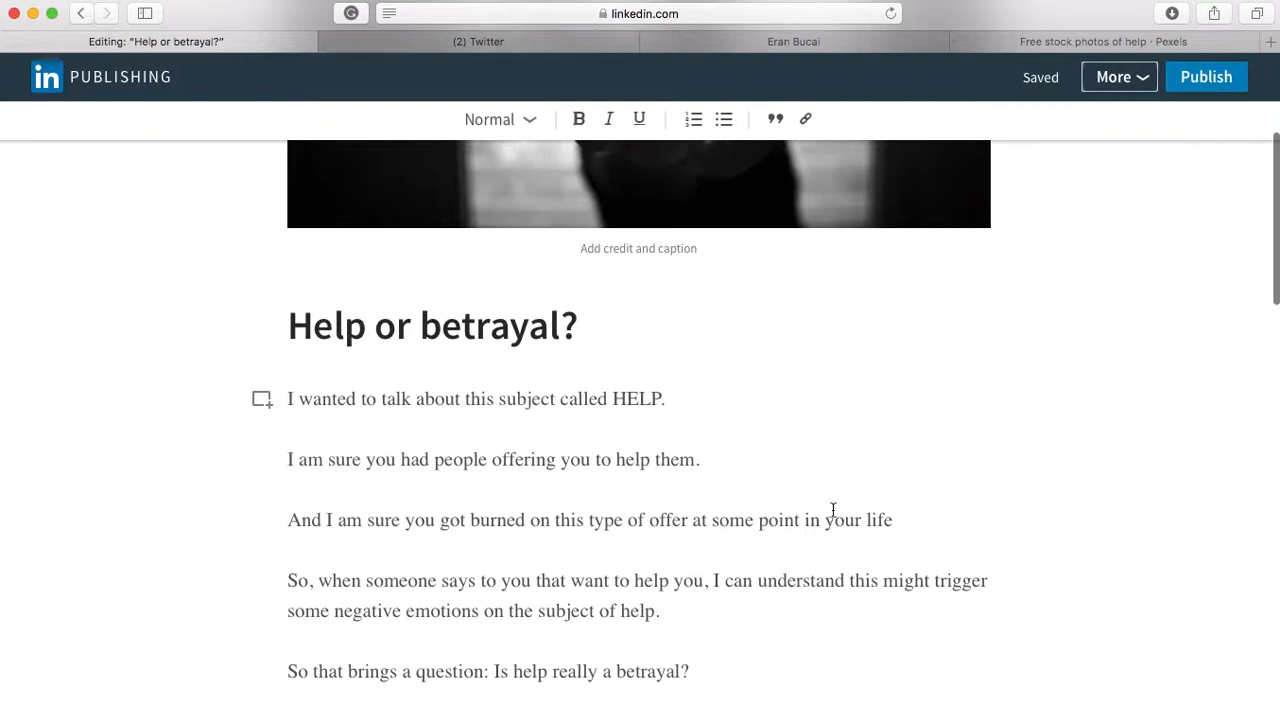 linkedin.com
Editing: “Help or betrayal?”
(2) Twitter
Eran Bucai
Free stock photos of help · Pexels
in PUBLISHING
Saved
More
Publish
Normal
B I U
Add credit and caption
Help or betrayal?
I wanted to talk about this subject called HELP.
I am sure you had people offering you to help them.
And I am sure you got burned on this type of offer at some point in your life
So, when someone says to you that want to help you, I can understand this might trigger
some negative emotions on the subject of help.
So that brings a question: Is help really a betrayal?